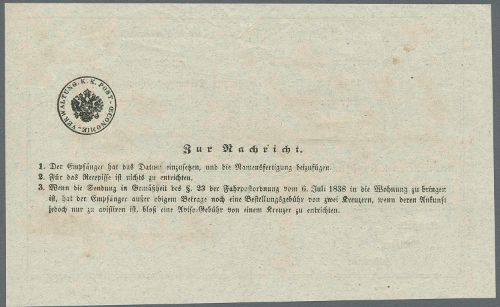 K. K. POST-OECONOMIE-VERWALTUNG.
Zur Nachricht.
1. Der Empfänger hat das Datum einzusetzen, und die Namensfertigung beizufügen.
2. Für das Recepisse ist nichts zu entrichten.
3. Wenn die Sendung in Gemäßheit des §. 23 der Fahrpostordnung vom 6. Juli 1838 in die Wohnung zu bringen
ist, hat der Empfänger außer obigem Betrage noch eine Bestellungsgebühr von zwei Kreuzern, wenn deren Ankunft
jedoch nur zu avisiren ist, bloß eine Aviso-Gebühr von einem Kreuzer zu entrichten.